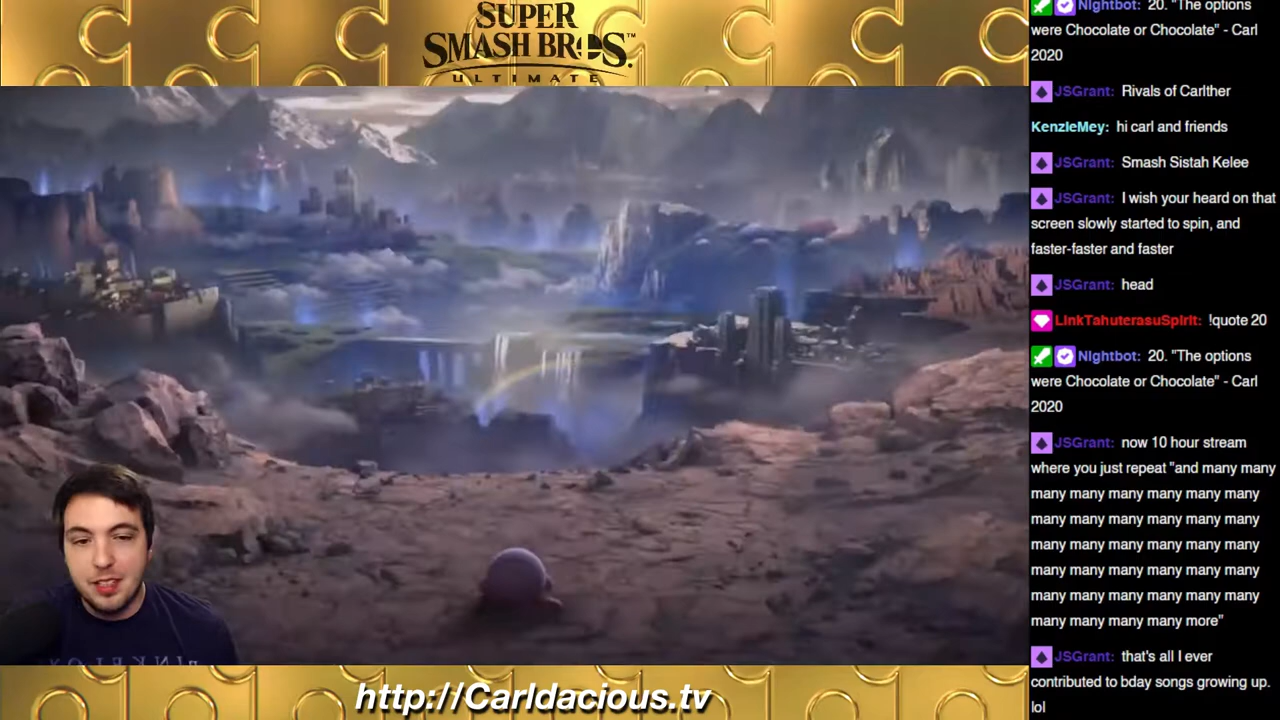 SUPER
SMASH BROS.™
ULTIMATE
http://Carldacious.tv
Nightbot: 20. "The options
were Chocolate or Chocolate" - Carl
2020
JSGrant: Rivals of Carlther
KenzieMey: hi carl and friends
JSGrant: Smash Sistah Kelee
JSGrant: I wish your heard on that
screen slowly started to spin, and
faster-faster and faster
JSGrant: head
LinkTahuterasuSpirit: !quote 20
Nightbot: 20. "The options
were Chocolate or Chocolate" - Carl
2020
JSGrant: now 10 hour stream
where you just repeat "and many many
many many many many many many
many many many many many many
many many many many many many
many many many many many many
many many many many many many
many many many many more"
JSGrant: that's all I ever
contributed to bday songs growing up.
lol